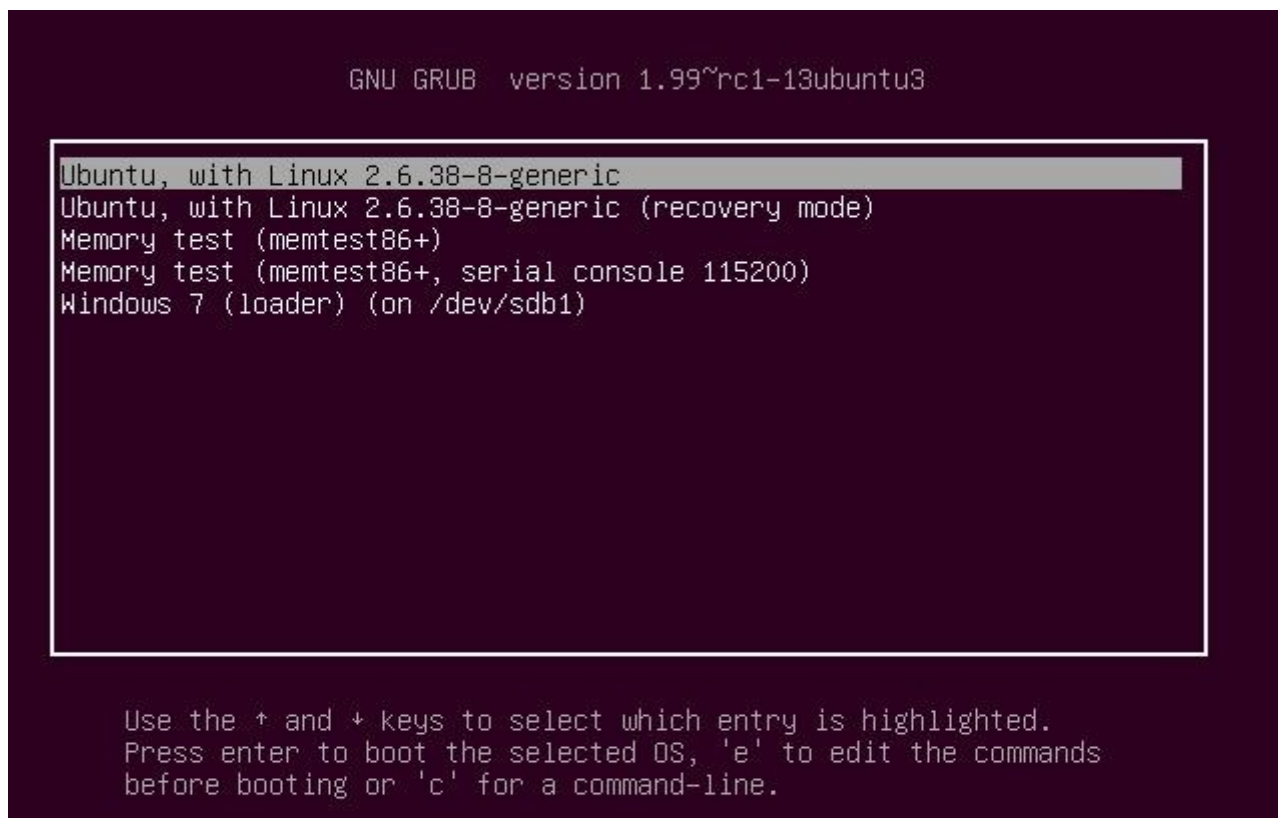 GNU GRUB  version 1.99~rc1-13ubuntu3
Ubuntu, with Linux 2.6.38-8-generic
Ubuntu, with Linux 2.6.38-8-generic (recovery mode)
Memory test (memtest86+)
Memory test (memtest86+, serial console 115200)
Windows 7 (loader) (on /dev/sdb1)
Use the ↑ and ↓ keys to select which entry is highlighted.
Press enter to boot the selected OS, 'e' to edit the commands
before booting or 'c' for a command-line.